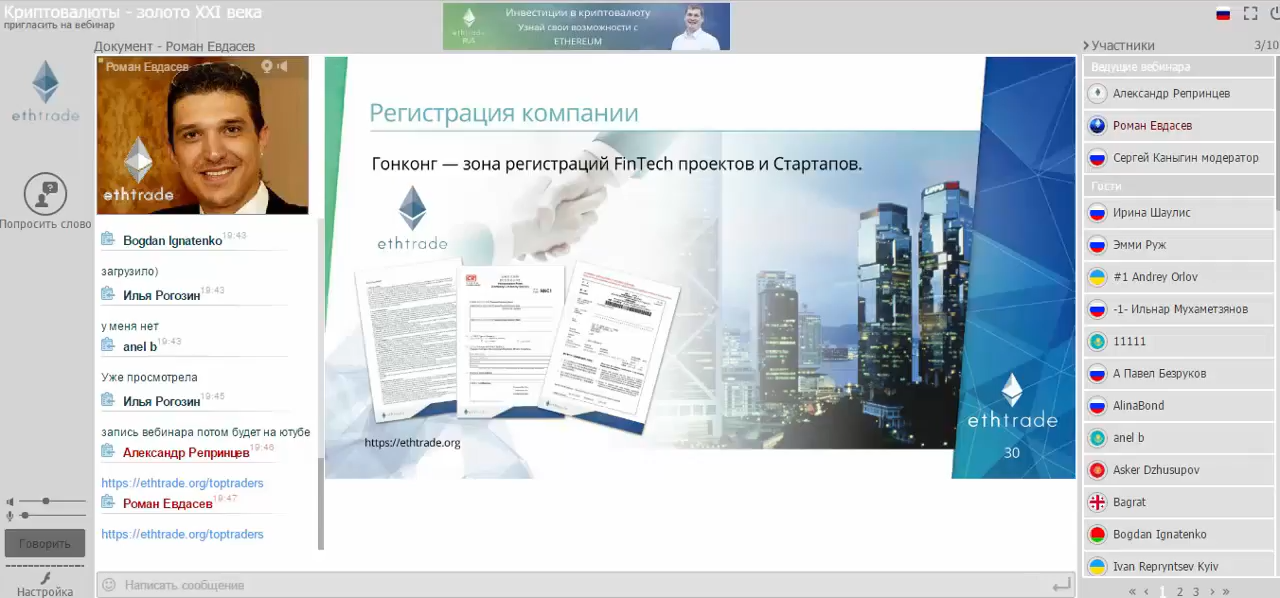 Криптовалюты - золото XXI века
пригласить на вебинар
Инвестиции в криптовалюту
Узнай свои возможности с
ETHEREUM
Документ - Роман Евдасев
Участники
3/10
ethtrade
Попросить слово
Говорить
Настройка
Роман Евдасев
ethtrade
Bogdan Ignatenko 19:43
загрузило)
Илья Рогозин 19:43
у меня нет
anel b 19:43
Уже просмотрела
Илья Рогозин 19:45
запись вебинара потом будет на ютубе
Александр Репринцев 19:46
https://ethtrade.org/toptraders
Роман Евдасев 19:47
https://ethtrade.org/toptraders
Написать сообщение
Регистрация компании
Гонконг — зона регистраций FinTech проектов и Стартапов.
ethtrade
https://ethtrade.org
LIPPO
ethtrade
30
Ведущие вебинара
Александр Репринцев
Роман Евдасев
Сергей Каныгин модератор
Гости
Ирина Шаулис
Эмми Руж
#1 Andrey Orlov
-1- Ильнар Мухаметзянов
11111
А Павел Безруков
AlinaBond
anel b
Asker Dzhusupov
Bagrat
Bogdan Ignatenko
Ivan Repryntsev Kyiv
« ‹ 1 2 3 › »